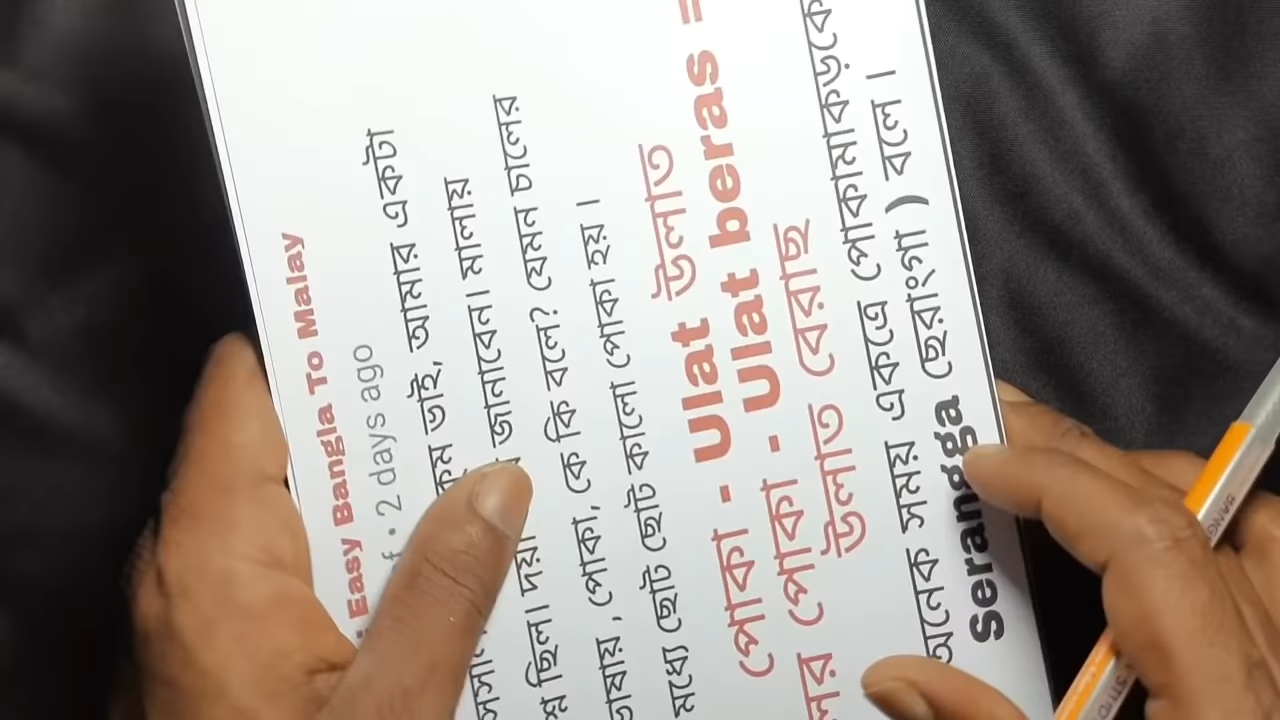 : Easy Bangla To Malay
• 2 days ago
ভাই, আমার একটা
ছিল। দয়া জানাবেন। মালায়
ভাষায় , পোকা, কে কি বলে? যেমন চালের
মধ্যে ছোট ছোট কালো পোকা হয়।
পোকা - Ulat উলাত
পোকা - Ulat beras =
উলাত বেরাছ
অনেক সময় একত্রে পোকামাকড়কে
Serangga ছেরাংগা ) বলে।